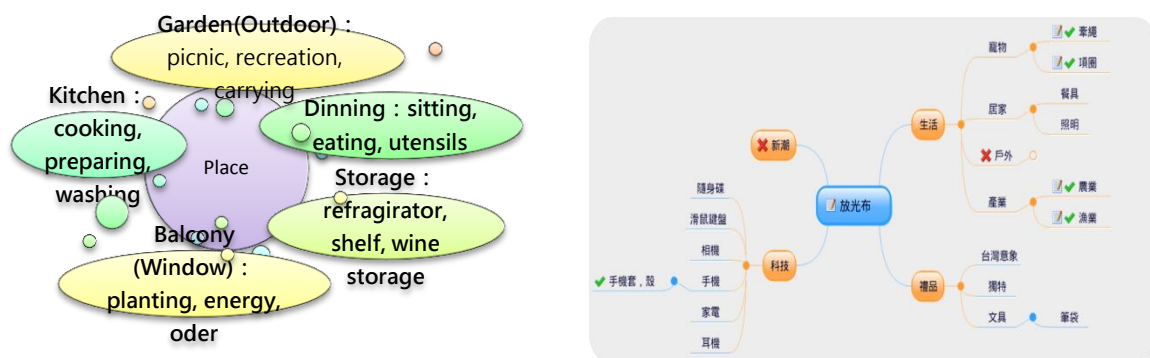 Garden(Outdoor)：
picnic, recreation,
carrying
Kitchen：
cooking,
preparing,
washing
Dinning：sitting,
eating, utensils
Place
Storage：
refragirator,
shelf, wine
storage
Balcony
(Window)：
planting, energy,
oder
放光布
新潮
科技
隨身碟
滑鼠鍵盤
相機
手機
手機套，殼
家電
耳機
生活
寵物
牽繩
項圈
居家
餐具
照明
戶外
產業
農業
漁業
禮品
台灣意象
獨特
文具
筆袋